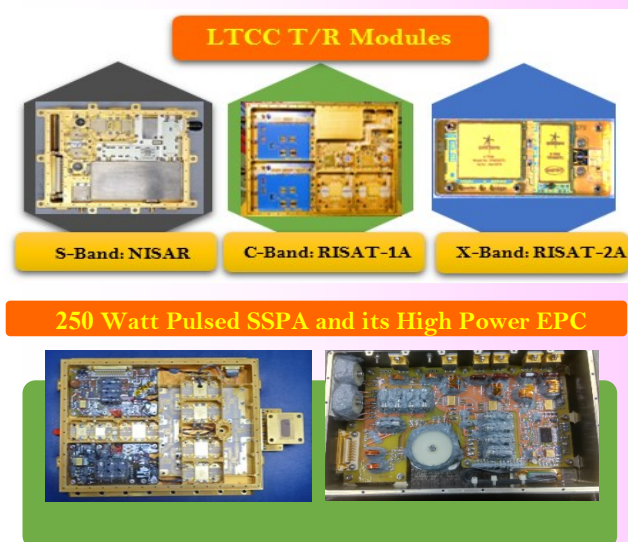 LTCC T/R Modules
S-Band: NISAR
C-Band: RISAT-1A
X-Band: RISAT-2A
250 Watt Pulsed SSPA and its High Power EPC